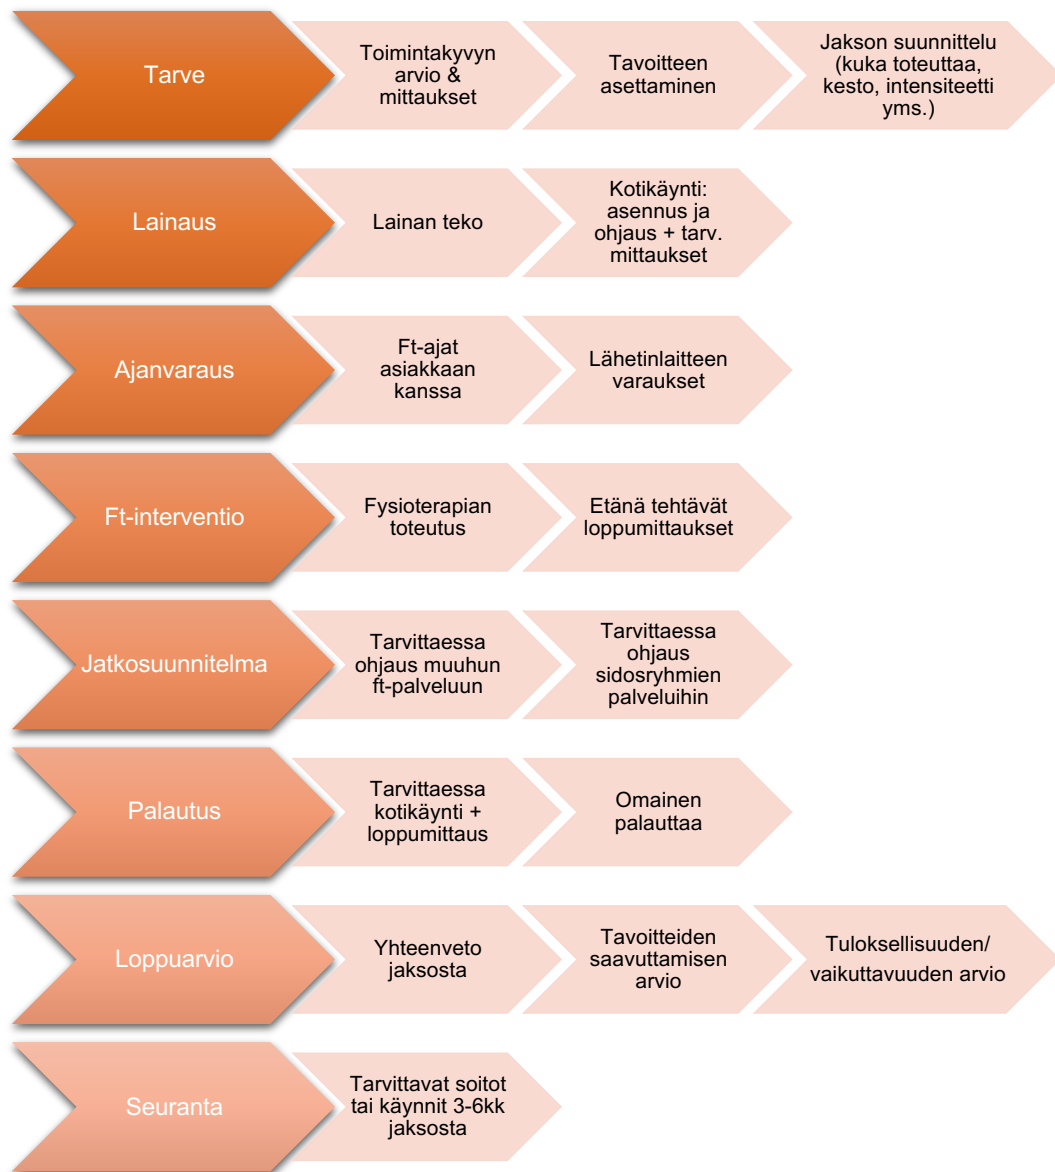 Tarve
Toimintakyvyn
arvio &
mittaukset
Tavoitteen
asettaminen
Jakson suunnittelu
(kuka toteuttaa,
kesto, intensiteetti
yms.)
Lainaus
Lainan teko
Kotikäynti:
asennus ja
ohjaus + tarv.
mittaukset
Ajanvaraus
Ft-ajat
asiakkaan
kanssa
Lähetinlaitteen
varaukset
Ft-interventio
Fysioterapian
toteutus
Etänä tehtävät
loppumittaukset
Jatkosuunnitelma
Tarvittaessa
ohjaus muuhun
ft-palveluun
Tarvittaessa
ohjaus
sidosryhmien
palveluihin
Palautus
Tarvittaessa
kotikäynti +
loppumittaus
Omainen
palauttaa
Loppuarvio
Yhteenveto
jaksosta
Tavoitteiden
saavuttamisen
arvio
Tuloksellisuuden/
vaikuttavuuden arvio
Seuranta
Tarvittavat soitot
tai käynnit 3-6kk
jaksosta